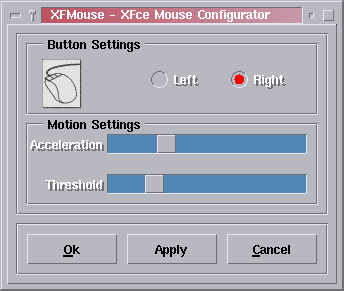 XFMouse - XFce Mouse Configurator
Button Settings
Left Right
Motion Settings
Acceleration
Threshold
Ok Apply Cancel